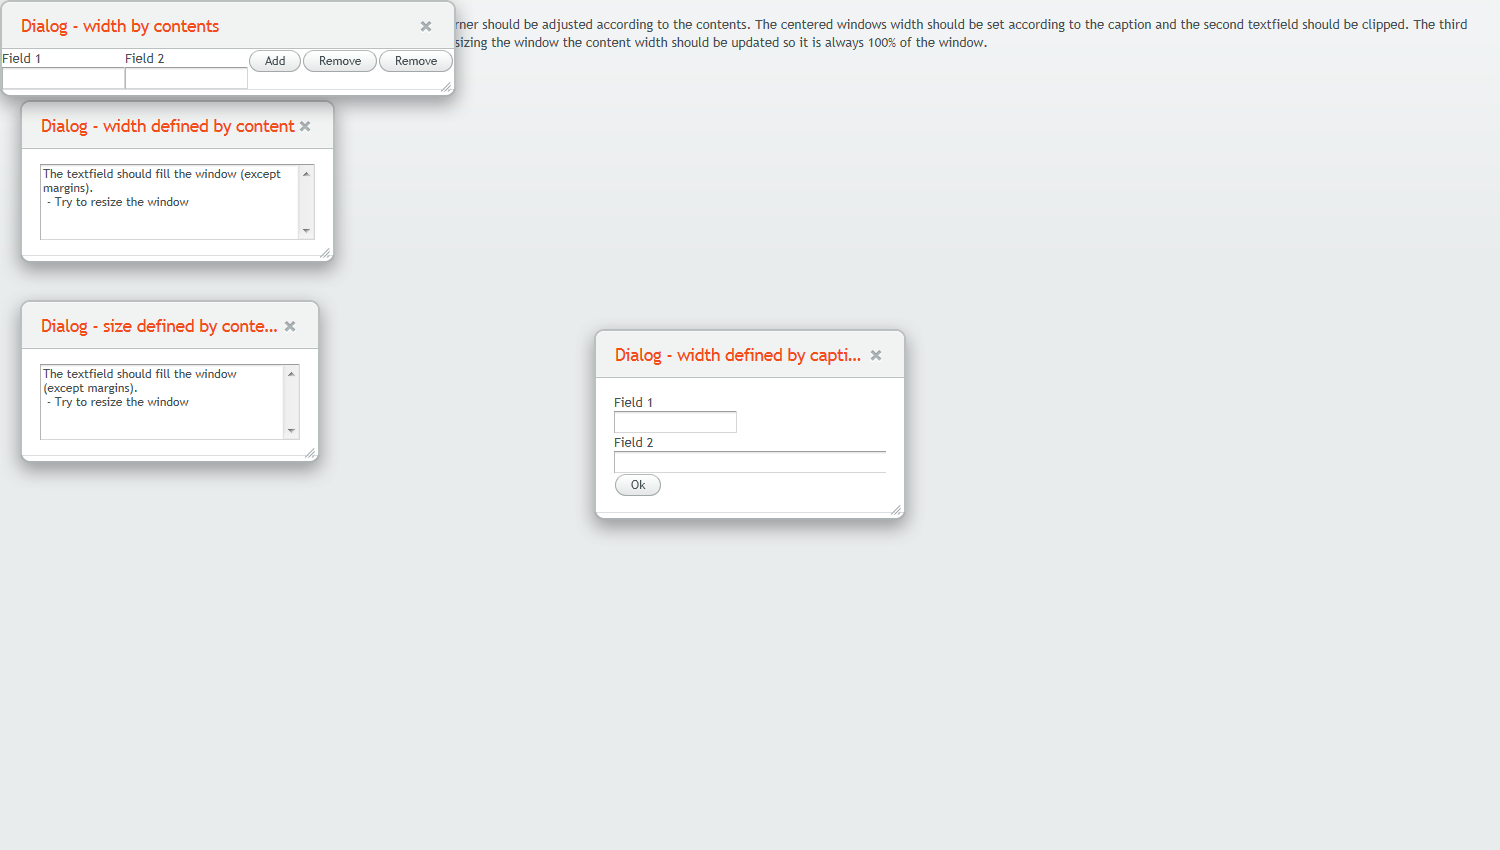 Dialog - width by contents
rner should be adjusted according to the contents. The centered windows width should be set according to the caption and the second textfield should be clipped. The third
sizing the window the content width should be updated so it is always 100% of the window.
Field 1 Field 2 Add Remove Remove
Dialog - width defined by content
The textfield should fill the window (except
margins).
- Try to resize the window
Dialog - size defined by conte...
The textfield should fill the window
(except margins).
- Try to resize the window
Dialog - width defined by capti...
Field 1
Field 2
Ok